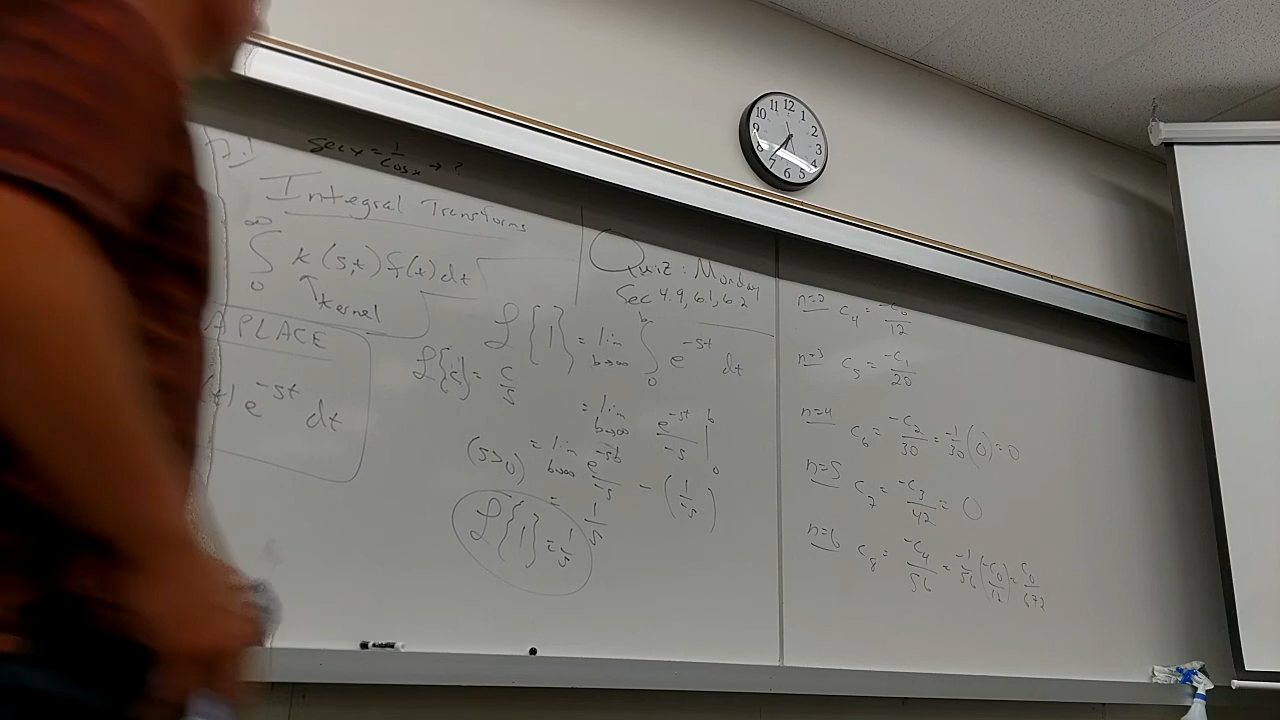 7.1
sec x = 1/cos x → ?
Integral Transforms
∫₀^∞ K(s,t) f(t) dt
↑ kernel
APLACE
e^{-st} dt
Quiz: Monday
Sec 4.9, 6.1, 6.2
ℒ{1} = lim b→∞ ∫₀^b e^{-st} dt
ℒ{c} = c/s
= lim b→∞ e^{-st}/-s |₀^b
(s>0) = lim b→∞ e^{-sb}/-s - (1/-s)
= 1/s
ℒ{1} = 1/s
n=2 c₄ = -c₀/12
n=3 c₅ = -c₁/20
n=4 c₆ = -c₂/30 = -1/30 (0) = 0
n=5 c₇ = -c₃/42 = 0
n=6 c₈ = -c₄/56 = -1/56 (-c₀/12) = c₀/672
12 1 2 3 4 5 6 7 8 9 10 11